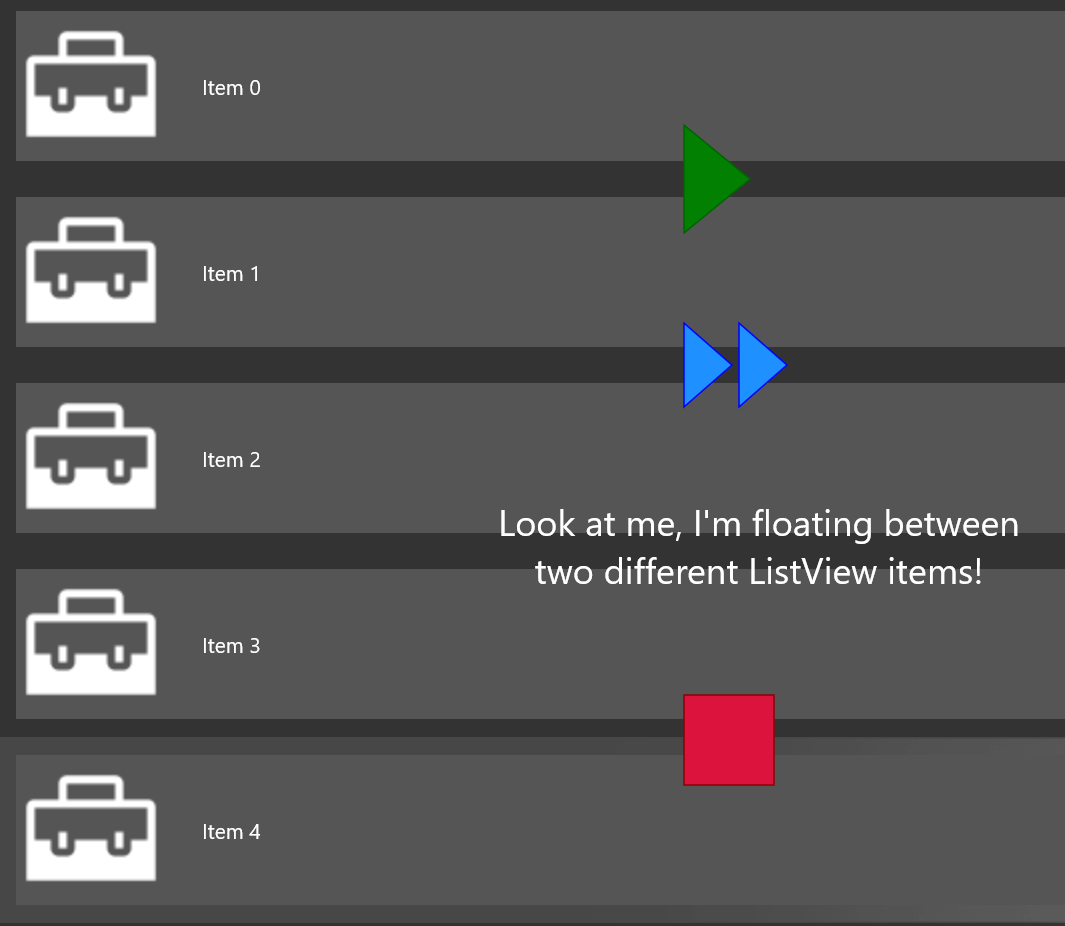 Item 0
Item 1
Item 2
Look at me, I'm floating between
two different ListView items!
Item 3
Item 4